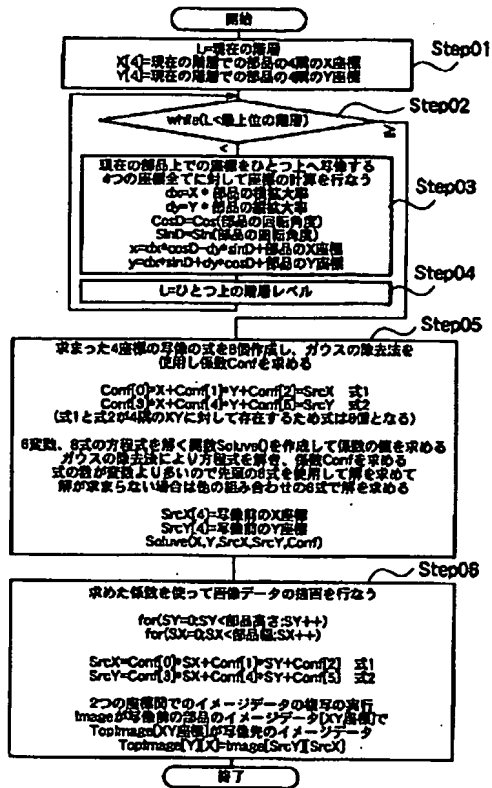 開始
Step01
L=現在の階層
X[4]=現在の階層での部品の4隅のX座標
Y[4]=現在の階層での部品の4隅のY座標
Step02
while(L<最上位の階層)
≧
<
Step03
現在の部品上での座標をひとつ上へ写像する
4つの座標全てに対して座標の計算を行なう
dx=X * 部品の横拡大率
dy=Y * 部品の縦拡大率
CosD=Cos(部品の回転角度)
SinD=Sin(部品の回転角度)
x=dx*cosD-dy*sinD+部品のX座標
y=dx*sinD+dy*cosD+部品のY座標
Step04
L=ひとつ上の階層レベル
Step05
求まった4座標の写像の式を8個作成し、ガウスの除去法を
使用し係数Confを求める
Conf[0]*X+Conf[1]*Y+Conf[2]=SrcX 式1
Conf[3]*X+Conf[4]*Y+Conf[5]=SrcY 式2
(式1と式2が4隅のXYに対して存在するため式は8個となる)
6変数、8式の方程式を解く関数Soluve()を作成して係数の値を求める
ガウスの除去法により方程式を解き、係数Confを求める
式の数が変数より多いので先頭の6式を使用して解を求めて
解が求まらない場合は他の組み合わせの6式で解を求める
SrcX[4]=写像前のX座標
SrcY[4]=写像前のY座標
Soluve(X,Y,SrcX,SrcY,Conf)
Step06
求めた係数を使って画像データの描画を行なう
for(SY=0;SY<部品高さ;SY++)
for(SX=0;SX<部品幅;SX++)
SrcX=Conf[0]*SX+Conf[1]*SY+Conf[2] 式1
SrcY=Conf[3]*SX+Conf[4]*SY+Conf[5] 式2
2つの座標間でのイメージデータの複写の実行
Imageが写像前の部品のイメージデータ[XY座標]で
TopImage[XY座標]が写像先のイメージデータ
TopImage[Y][X]=Image[SrcY][SrcX]
終了